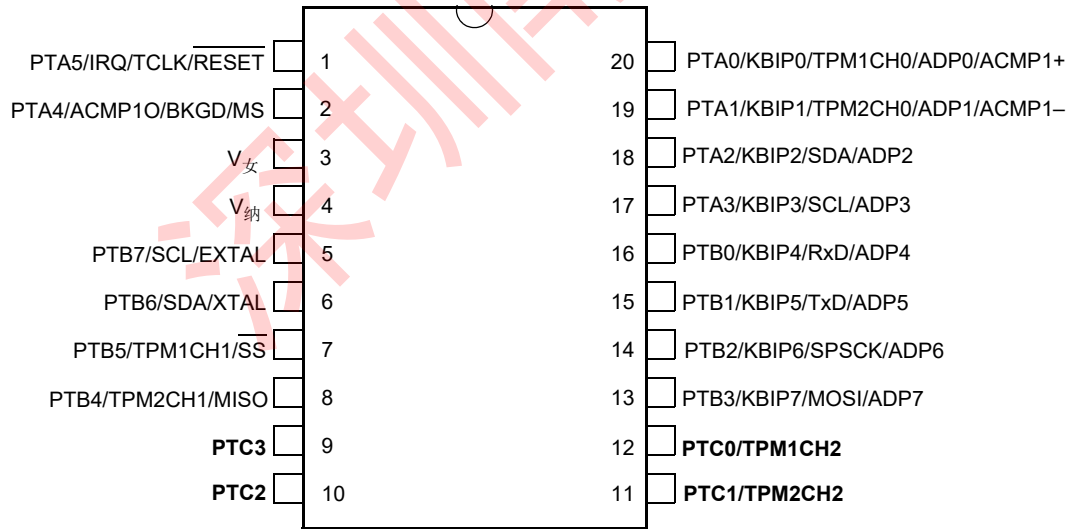 PTA5/IRQ/TCLK/RESET 1
PTA4/ACMP1O/BKGD/MS 2
V女 3
V纳 4
PTB7/SCL/EXTAL 5
PTB6/SDA/XTAL 6
PTB5/TPM1CH1/SS 7
PTB4/TPM2CH1/MISO 8
PTC3 9
PTC2 10
20 PTA0/KBIP0/TPM1CH0/ADP0/ACMP1+
19 PTA1/KBIP1/TPM2CH0/ADP1/ACMP1–
18 PTA2/KBIP2/SDA/ADP2
17 PTA3/KBIP3/SCL/ADP3
16 PTB0/KBIP4/RxD/ADP4
15 PTB1/KBIP5/TxD/ADP5
14 PTB2/KBIP6/SPSCK/ADP6
13 PTB3/KBIP7/MOSI/ADP7
12 PTC0/TPM1CH2
11 PTC1/TPM2CH2
深圳